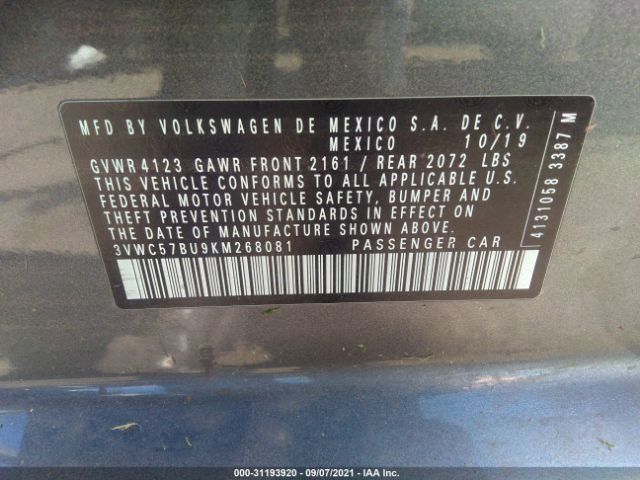 MFD BY VOLKSWAGEN DE MEXICO S.A. DE C.V.
MEXICO 10/19
GVWR 4123 GAWR FRONT 2161 / REAR 2072 LBS
THIS VEHICLE CONFORMS TO ALL APPLICABLE U.S.
FEDERAL MOTOR VEHICLE SAFETY, BUMPER AND
THEFT PREVENTION STANDARDS IN EFFECT ON
THE DATE OF MANUFACTURE SHOWN ABOVE.
3VWC57BU9KM268081 PASSENGER CAR
4131058 3387 M
000-31193920 - 09/07/2021 - IAA Inc.